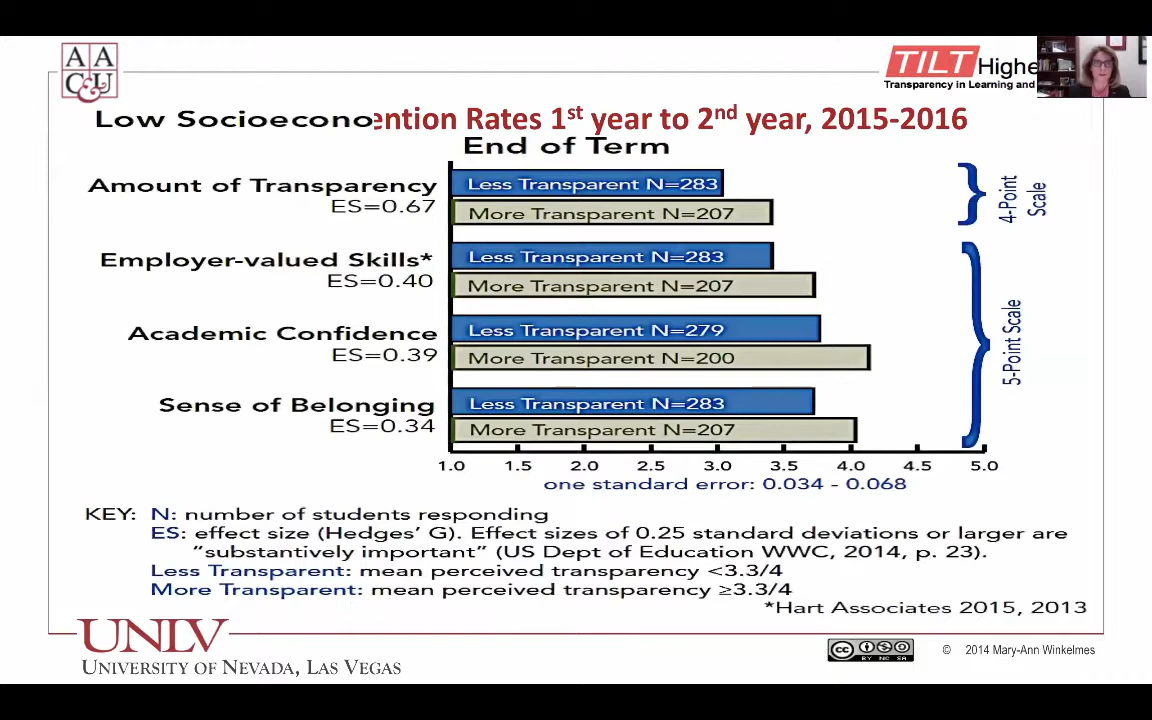 AA
C&U
TILT Highe
Transparency in Learning and
Low Socioecono ention Rates 1st year to 2nd year, 2015-2016
End of Term
Amount of Transparency
ES=0.67
Less Transparent N=283
More Transparent N=207
4-Point
Scale
Employer-valued Skills*
ES=0.40
Less Transparent N=283
More Transparent N=207
Academic Confidence
ES=0.39
Less Transparent N=279
More Transparent N=200
5-Point Scale
Sense of Belonging
ES=0.34
Less Transparent N=283
More Transparent N=207
1.0 1.5 2.0 2.5 3.0 3.5 4.0 4.5 5.0
one standard error: 0.034 - 0.068
KEY: N: number of students responding
ES: effect size (Hedges' G). Effect sizes of 0.25 standard deviations or larger are
"substantively important" (US Dept of Education WWC, 2014, p. 23).
Less Transparent: mean perceived transparency <3.3/4
More Transparent: mean perceived transparency ≥3.3/4
*Hart Associates 2015, 2013
UNLV
UNIVERSITY OF NEVADA, LAS VEGAS
cc BY NC SA
© 2014 Mary-Ann Winkelmes